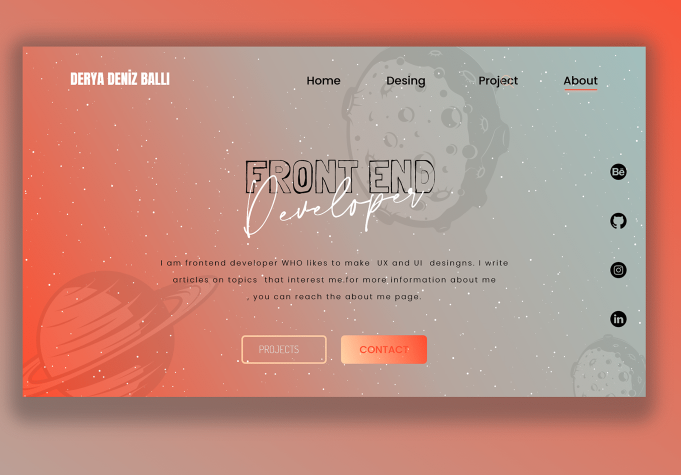 DERYA DENİZ BALLI
Home Desing Project About
FRONT END
Developer
Bē
I am frontend developer WHO likes to make UX and UI desingns. I write
articles on topics that interest me.for more information about me
, you can reach the about me page.
in
PROJECTS CONTACT